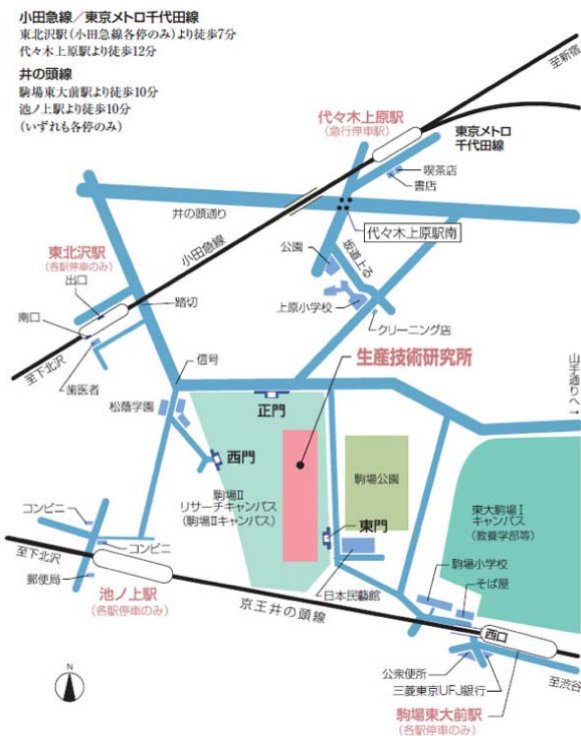 小田急線／東京メトロ千代田線
東北沢駅(小田急線各停のみ)より徒歩7分
代々木上原駅より徒歩12分
井の頭線
駒場東大前駅より徒歩10分
池ノ上駅より徒歩10分
(いずれも各停のみ)
至新宿
代々木上原駅
(急行停車駅)
東京メトロ
千代田線
喫茶店
書店
井の頭通り
代々木上原駅南
小田急線
東北沢駅
(各駅停車のみ)
出口
南口
踏切
公園
坂道上る
上原小学校
クリーニング店
至下北沢
歯医者
信号
生産技術研究所
山手通りへ→
松蔭学園
正門
西門
駒場公園
駒場Ⅱ
リサーチキャンパス
(駒場Ⅱキャンパス)
東大駒場Ⅰ
キャンパス
(教養学部等)
東門
コンビニ
コンビニ
至下北沢
郵便局
池ノ上駅
(各駅停車のみ)
京王井の頭線
日本民藝館
駒場小学校
そば屋
西口
公衆便所
三菱東京UFJ銀行
至渋谷
駒場東大前駅
(各駅停車のみ)
N